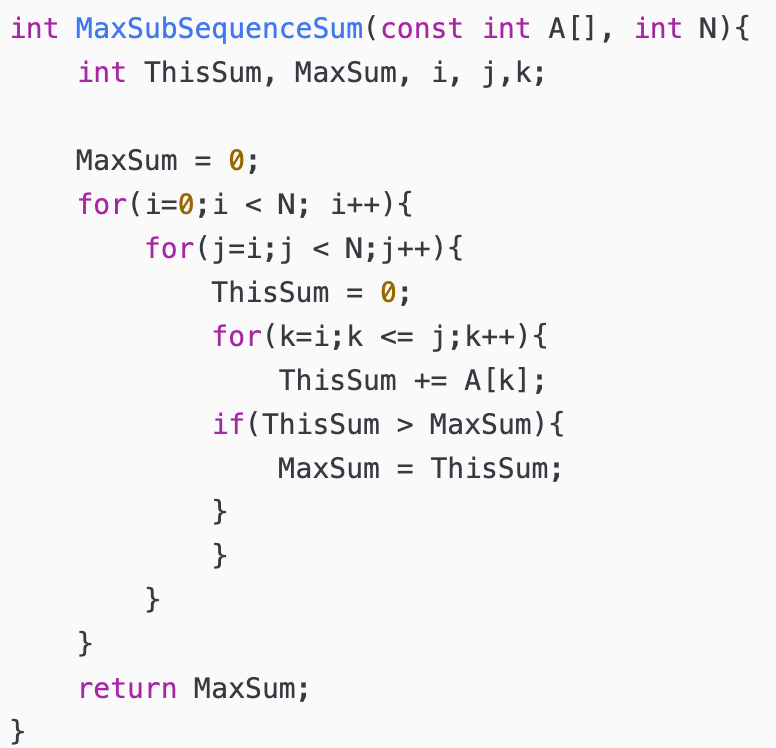 int MaxSubSequenceSum(const int A[], int N){
    int ThisSum, MaxSum, i, j,k;

    MaxSum = 0;
    for(i=0;i < N; i++){
        for(j=i;j < N;j++){
            ThisSum = 0;
            for(k=i;k <= j;k++){
                ThisSum += A[k];
            if(ThisSum > MaxSum){
                MaxSum = ThisSum;
            }
            }
        }
    }
    return MaxSum;
}